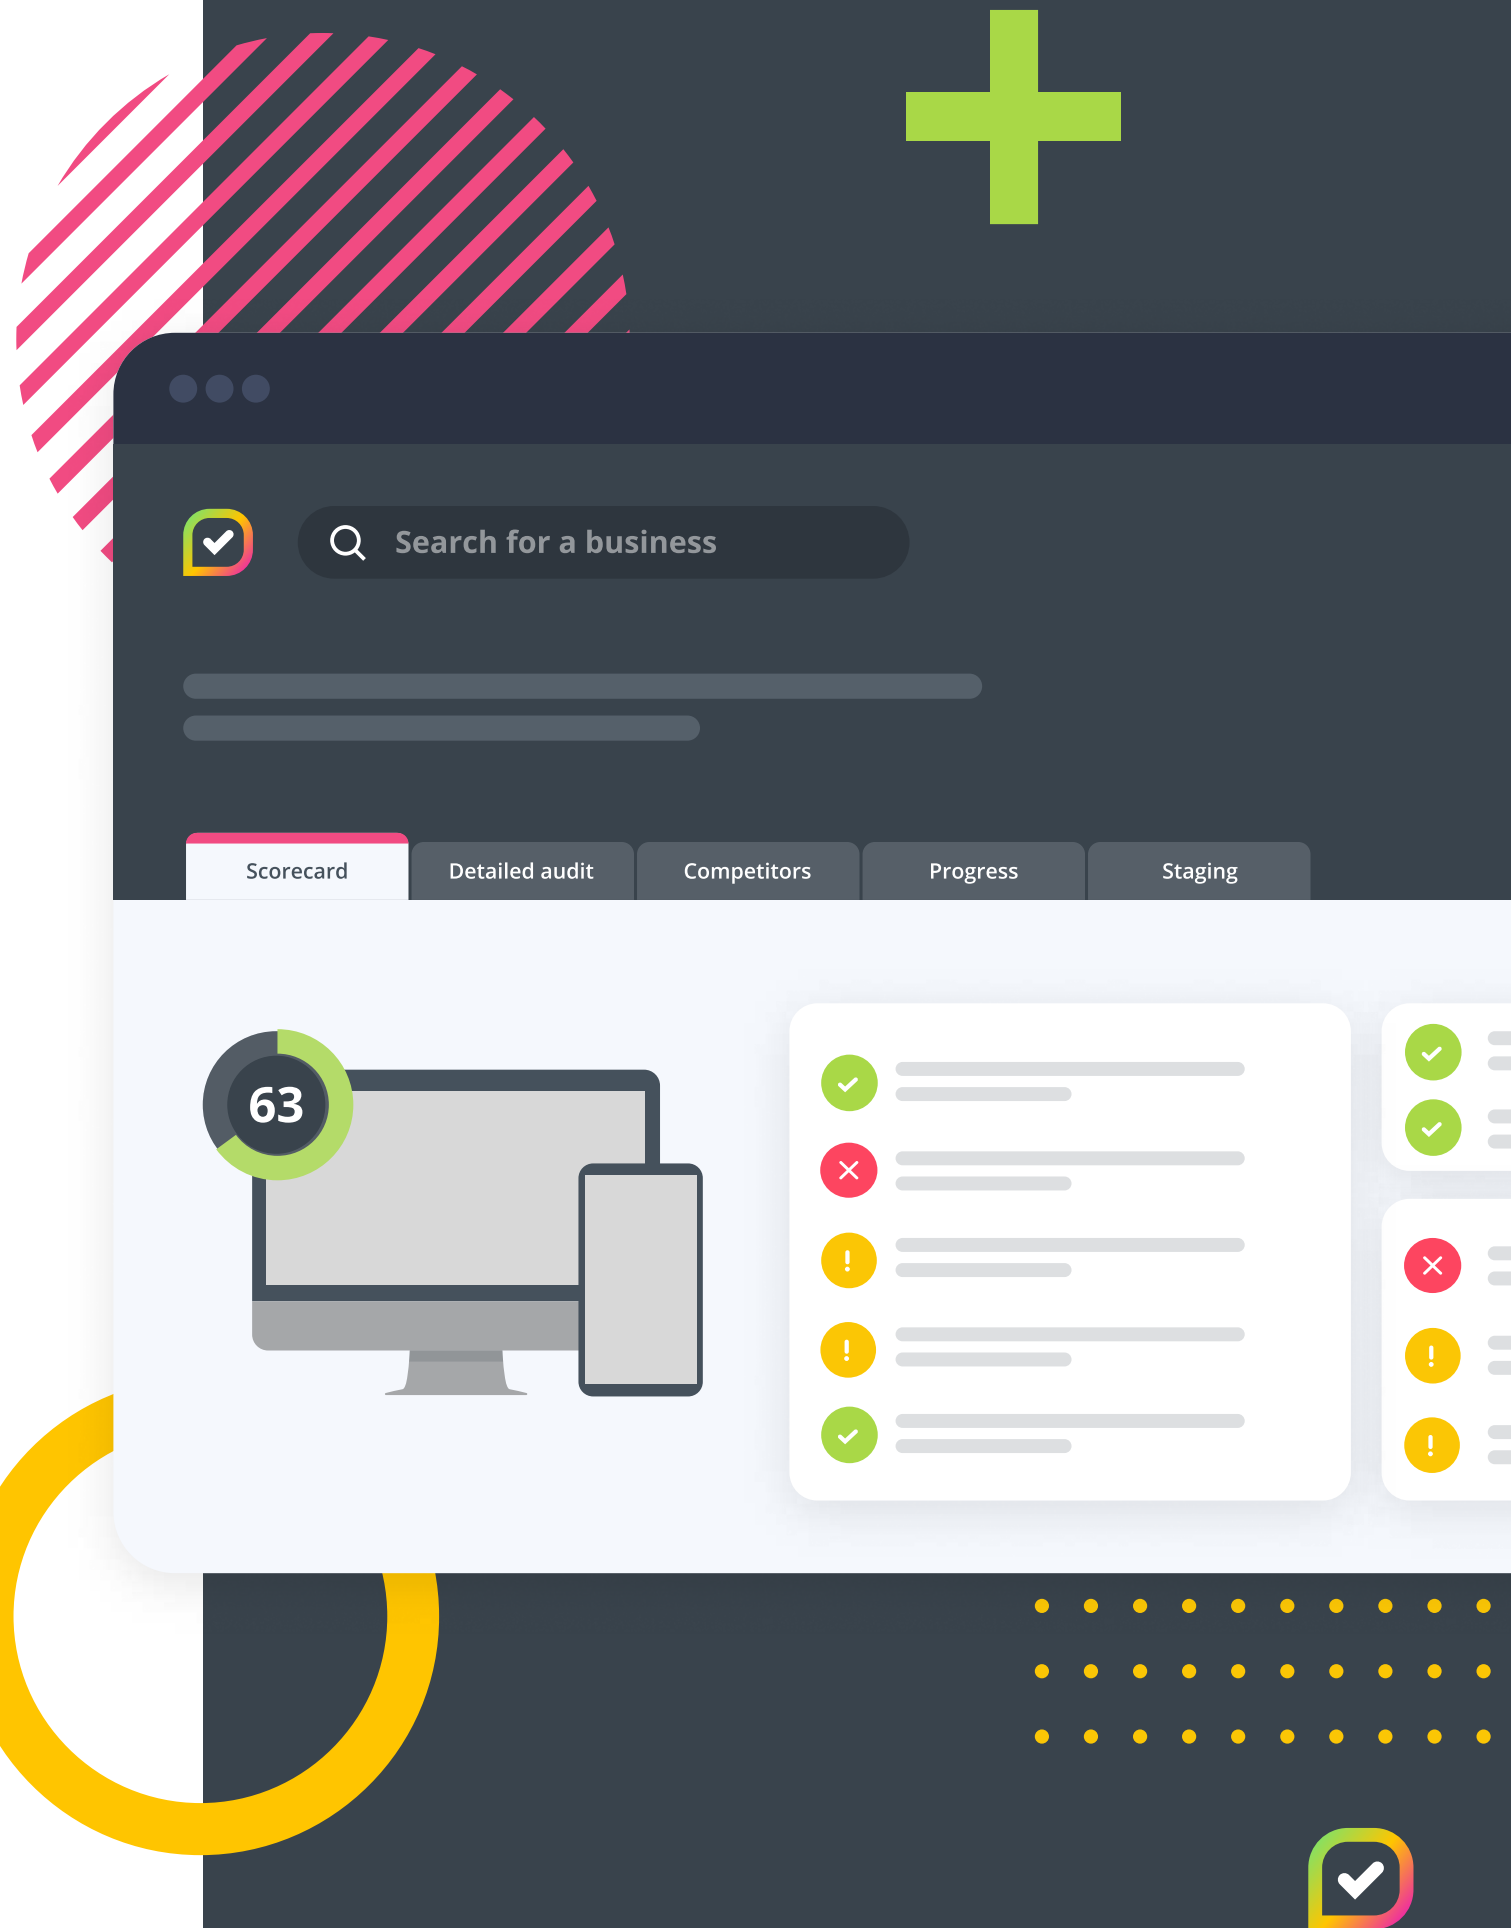 Search for a business
Scorecard
Detailed audit
Competitors
Progress
Staging
63